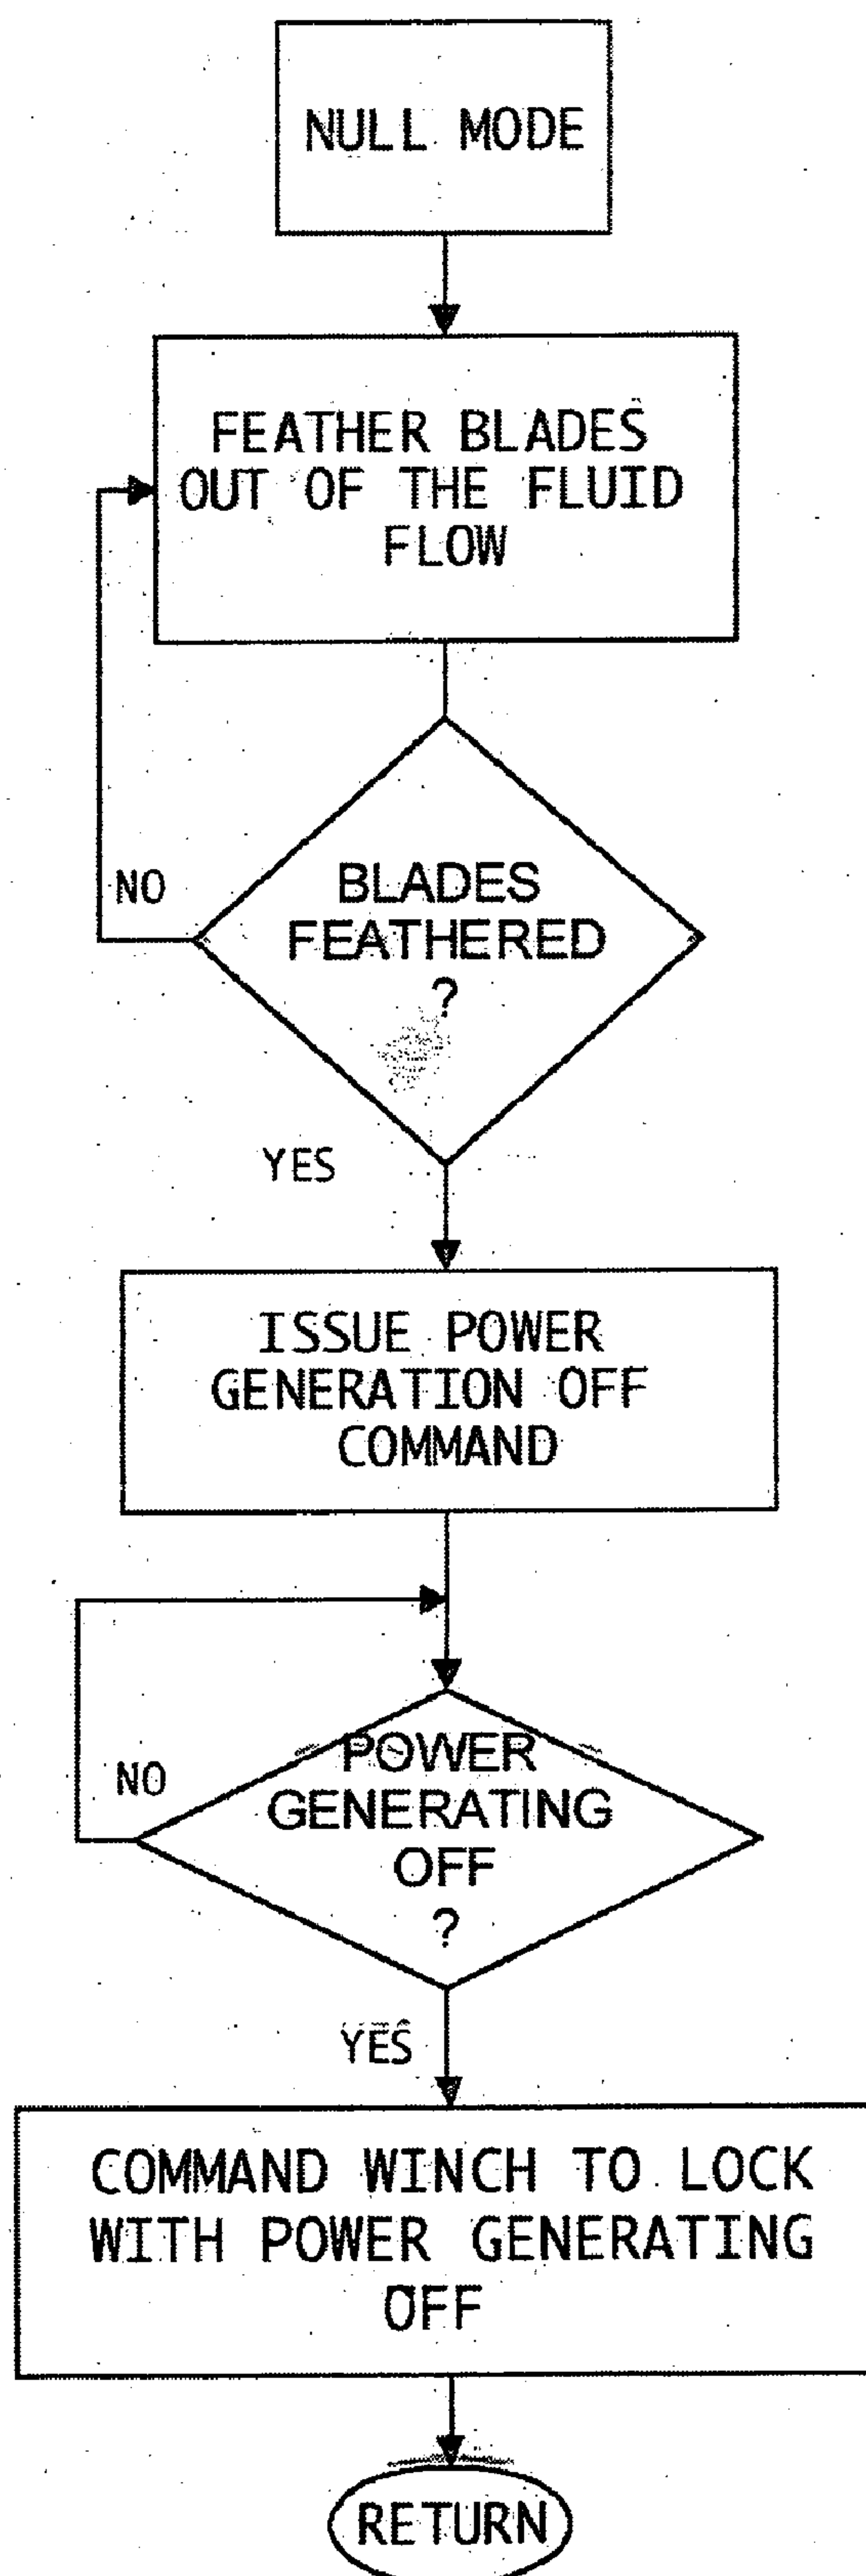 NULL MODE
FEATHER BLADES
OUT OF THE FLUID
FLOW
NO
BLADES
FEATHERED
?
YES
ISSUE POWER
GENERATION OFF
COMMAND
NO
POWER
GENERATING
OFF
?
YES
COMMAND WINCH TO LOCK
WITH POWER GENERATING
OFF
RETURN